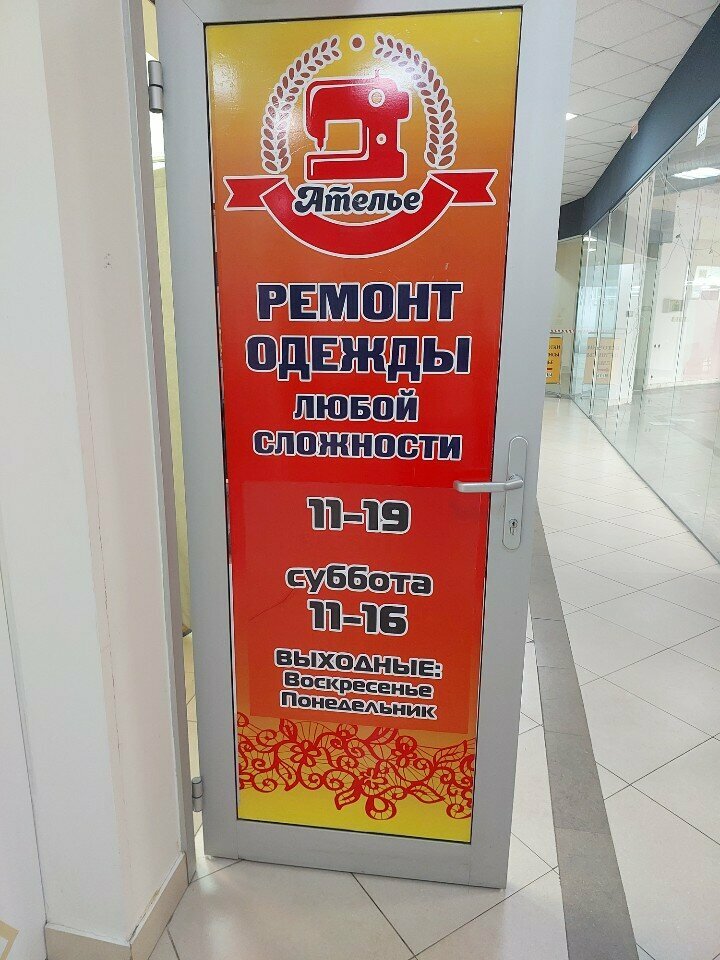 Ателье
РЕМОНТ
ОДЕЖДЫ
ЛЮБОЙ
СЛОЖНОСТИ
11-19
суббота
11-16
ВЫХОДНЫЕ:
Воскресенье
Понедельник